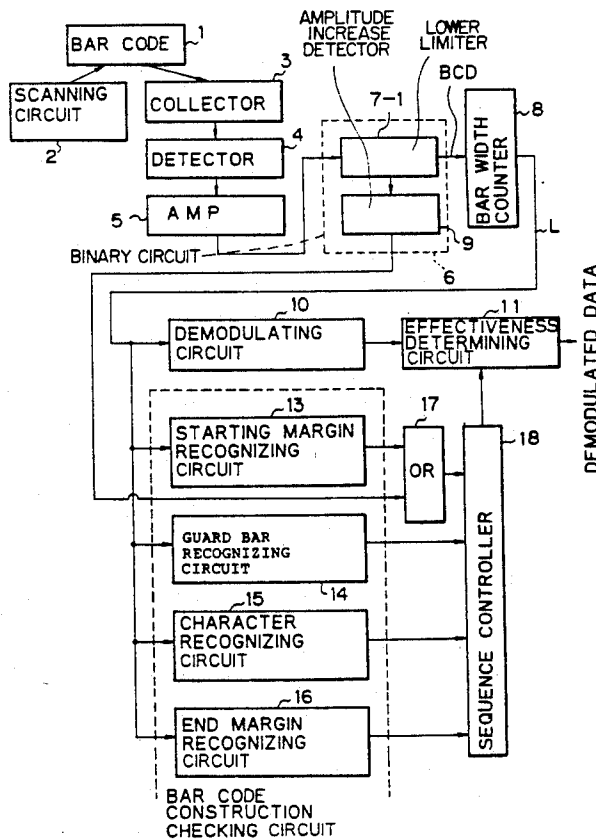 BAR CODE
1
SCANNING
CIRCUIT
2
3
COLLECTOR
4
DETECTOR
5
AMP
BINARY CIRCUIT
AMPLITUDE
INCREASE
DETECTOR
LOWER
LIMITER
7-1
BCD
8
BAR WIDTH
COUNTER
9
6
L
10
DEMODULATING
CIRCUIT
11
EFFECTIVENESS
DETERMINING
CIRCUIT
DEMODULATED DATA
13
STARTING MARGIN
RECOGNIZING
CIRCUIT
17
OR
18
SEQUENCE CONTROLLER
GUARD BAR
RECOGNIZING
CIRCUIT
14
15
CHARACTER
RECOGNIZING
CIRCUIT
16
END MARGIN
RECOGNIZING
CIRCUIT
BAR CODE
CONSTRUCTION
CHECKING CIRCUIT